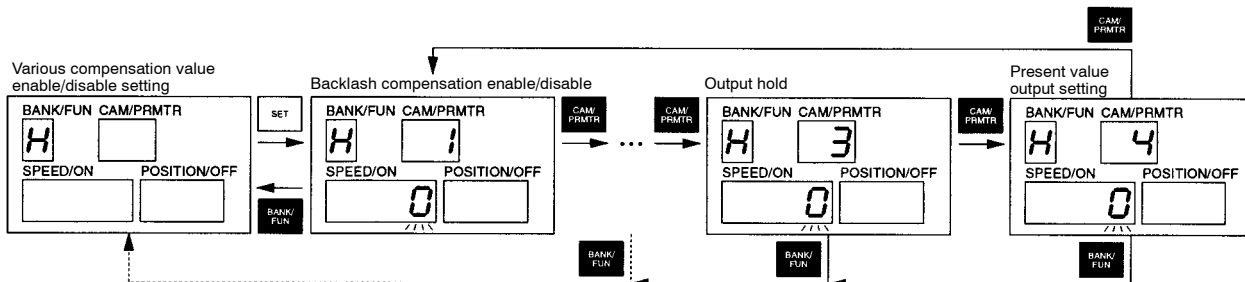 CAM/
PRMTR
Various compensation value
enable/disable setting
BANK/FUN CAM/PRMTR
H
SPEED/ON POSITION/OFF
SET
BANK/
FUN
Backlash compensation enable/disable
BANK/FUN CAM/PRMTR
H 1
SPEED/ON POSITION/OFF
0
CAM/
PRMTR
...
CAM/
PRMTR
BANK/
FUN
Output hold
BANK/FUN CAM/PRMTR
H 3
SPEED/ON POSITION/OFF
0
BANK/
FUN
CAM/
PRMTR
Present value
output setting
BANK/FUN CAM/PRMTR
H 4
SPEED/ON POSITION/OFF
0
BANK/
FUN